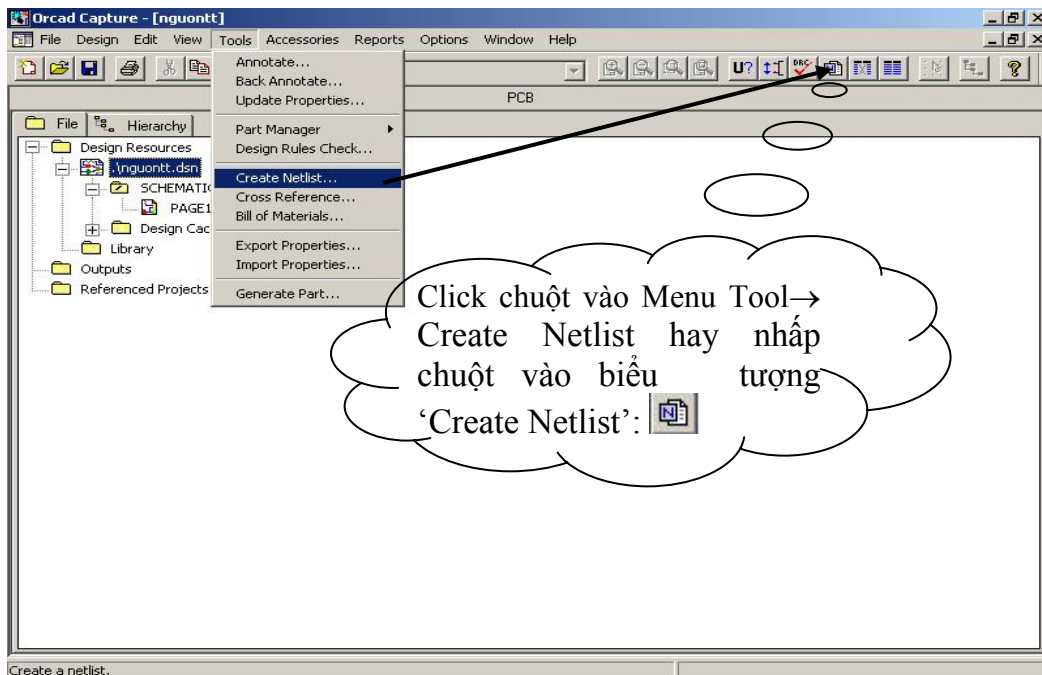 Orcad Capture - [nguontt]
File Design Edit View Tools Accessories Reports Options Window Help
U? DRC N ?
PCB
File Hierarchy
Design Resources
.\nguontt.dsn
SCHEMATIC
PAGE1
Design Cac
Library
Outputs
Referenced Projects
Annotate...
Back Annotate...
Update Properties...
Part Manager
Design Rules Check...
Create Netlist...
Cross Reference...
Bill of Materials...
Export Properties...
Import Properties...
Generate Part...
Click chuột vào Menu Tool→
Create Netlist hay nhấp
chuột vào biểu tượng
‘Create Netlist’: N
Create a netlist.